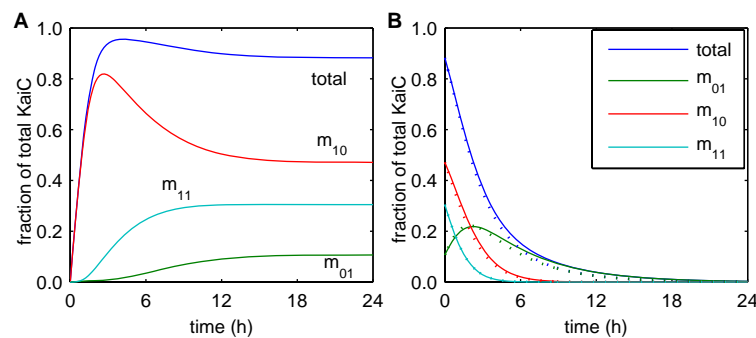 A
fraction of total KaiC
1.0
0.8
0.6
0.4
0.2
0.0
total
m10
m11
m01
0
6
12
18
24
time (h)
B
fraction of total KaiC
1.0
0.8
0.6
0.4
0.2
0.0
total
m01
m10
m11
0
6
12
18
24
time (h)